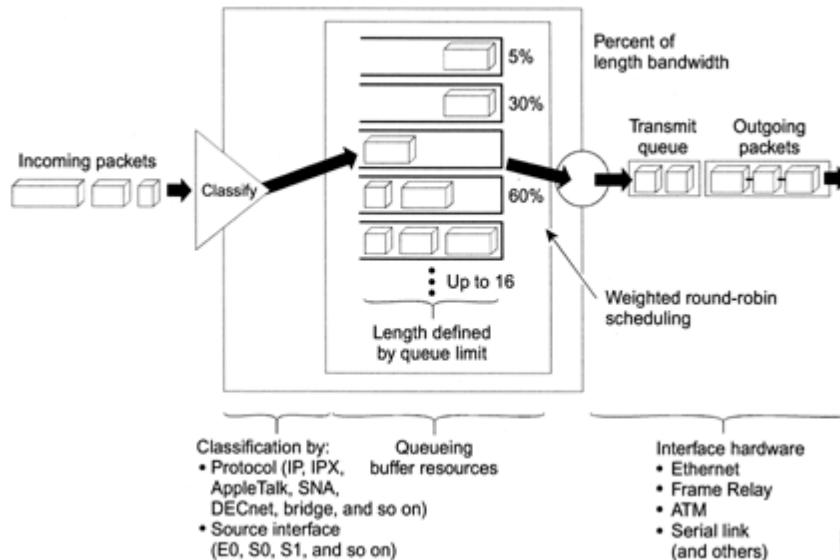 Percent of
length bandwidth
5%
30%
Incoming packets
Classify
60%
Transmit
queue
Outgoing
packets
Up to 16
Length defined
by queue limit
Weighted round-robin
scheduling
Classification by:
• Protocol (IP, IPX,
AppleTalk, SNA,
DECnet, bridge, and so on)
• Source interface
(E0, S0, S1, and so on)
Queueing
buffer resources
Interface hardware
• Ethernet
• Frame Relay
• ATM
• Serial link
(and others)